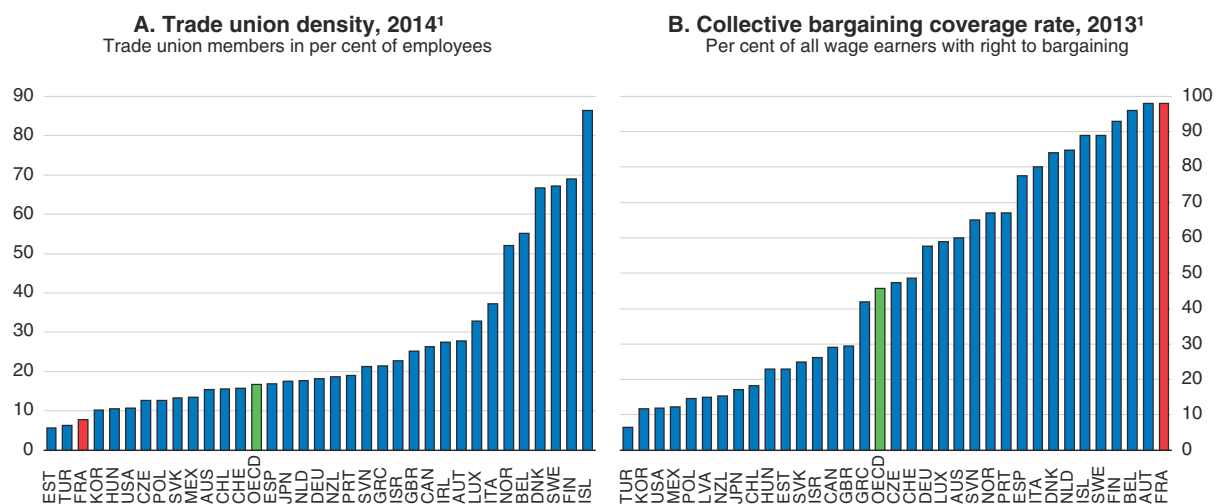 A. Trade union density, 2014¹
Trade union members in per cent of employees
90
80
70
60
50
40
30
20
10
0
EST
TUR
FRA
KOR
HUN
USA
CZE
POL
SVK
MEX
AUS
CHL
CHE
OECD
ESP
JPN
NLD
DEU
NZL
PRT
SVN
GRC
ISR
GBR
CAN
IRL
AUT
LUX
ITA
NOR
BEL
DNK
SWE
FIN
ISL
B. Collective bargaining coverage rate, 2013¹
Per cent of all wage earners with right to bargaining
100
90
80
70
60
50
40
30
20
10
0
TUR
KOR
USA
MEX
POL
LVA
NZL
JPN
CHL
HUN
EST
SVK
ISR
CAN
GBR
GRC
OECD
CZE
CHE
DEU
LUX
AUS
SVN
NOR
PRT
ESP
ITA
DNK
NLD
ISL
SWE
FIN
BEL
AUT
FRA